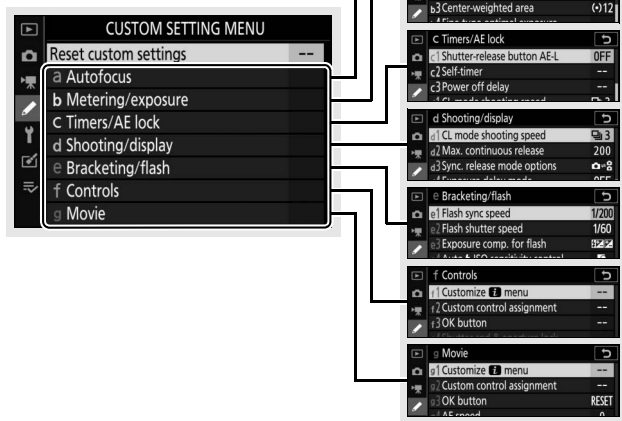 CUSTOM SETTING MENU
Reset custom settings --
a Autofocus
b Metering/exposure
c Timers/AE lock
d Shooting/display
e Bracketing/flash
f Controls
g Movie
b3 Center-weighted area (•)12
c Timers/AE lock
c1 Shutter-release button AE-L OFF
c2 Self-timer --
c3 Power off delay --
d Shooting/display
d1 CL mode shooting speed 3
d2 Max. continuous release 200
d3 Sync. release mode options
e Bracketing/flash
e1 Flash sync speed 1/200
e2 Flash shutter speed 1/60
e3 Exposure comp. for flash
f Controls
f1 Customize i menu --
f2 Custom control assignment --
f3 OK button --
g Movie
g1 Customize i menu --
g2 Custom control assignment --
g3 OK button RESET